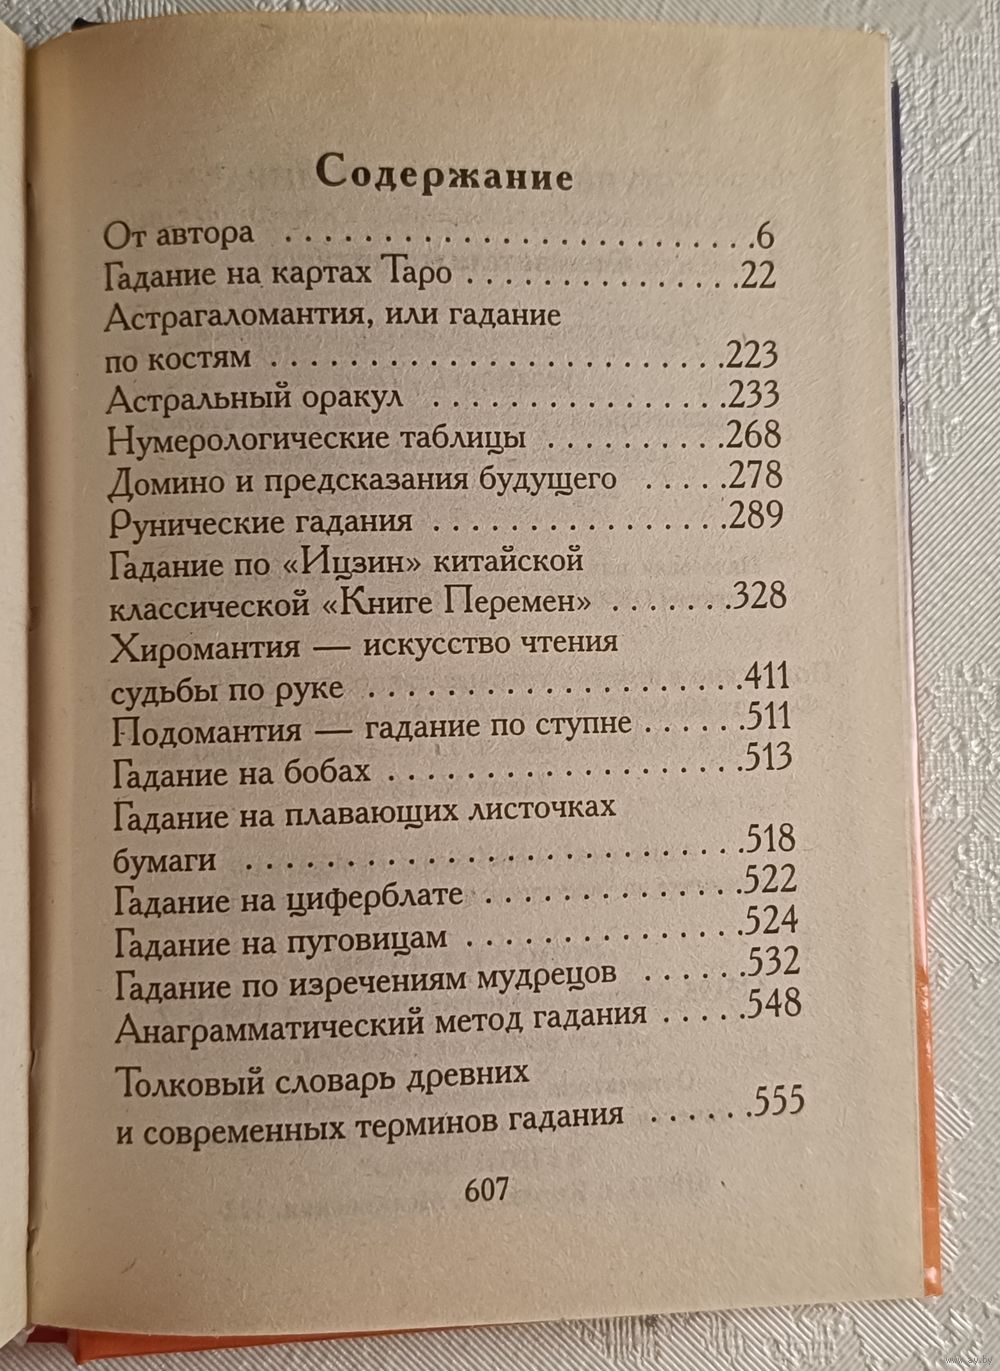 Содержание
От автора . . . . . . . . . . . . . . . . . . . . . . . .6
Гадание на картах Таро . . . . . . . . . . . . . .22
Астрагаломантия, или гадание
по костям . . . . . . . . . . . . . . . . . . . . . . .223
Астральный оракул . . . . . . . . . . . . . . . .233
Нумерологические таблицы . . . . . . . . . .268
Домино и предсказания будущего . . . . .278
Рунические гадания . . . . . . . . . . . . . . . .289
Гадание по «Ицзин» китайской
классической «Книге Перемен» . . . . . . .328
Хиромантия — искусство чтения
судьбы по руке . . . . . . . . . . . . . . . . . . .411
Подомантия — гадание по ступне . . . . . .511
Гадание на бобах . . . . . . . . . . . . . . . . . .513
Гадание на плавающих листочках
бумаги . . . . . . . . . . . . . . . . . . . . . . . . .518
Гадание на циферблате . . . . . . . . . . . . .522
Гадание на пуговицам . . . . . . . . . . . . . .524
Гадание по изречениям мудрецов . . . . . .532
Анаграмматический метод гадания . . . . .548
Толковый словарь древних
и современных терминов гадания . . . . . .555
607
www.ay.by